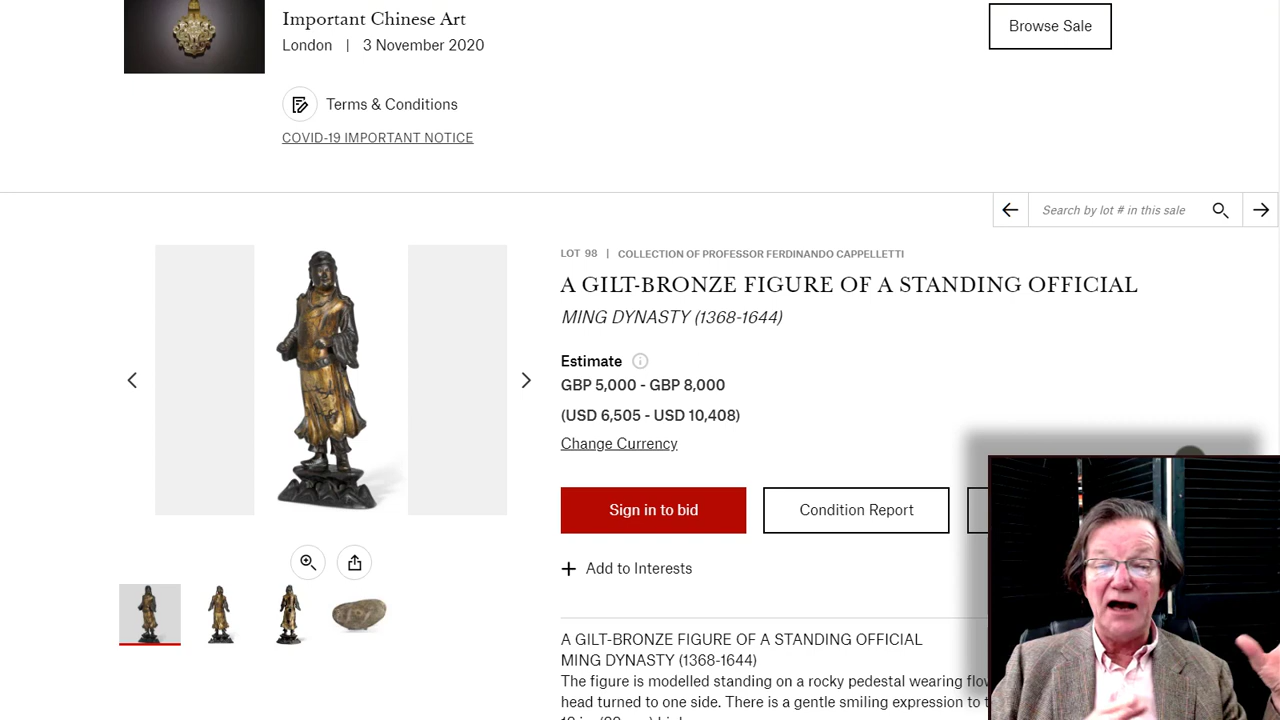 Important Chinese Art
London | 3 November 2020
Browse Sale
Terms & Conditions
COVID-19 IMPORTANT NOTICE
Search by lot # in this sale
LOT 98 | COLLECTION OF PROFESSOR FERDINANDO CAPPELLETTI
A GILT-BRONZE FIGURE OF A STANDING OFFICIAL
MING DYNASTY (1368-1644)
Estimate
GBP 5,000 - GBP 8,000
(USD 6,505 - USD 10,408)
Change Currency
Sign in to bid
Condition Report
+ Add to Interests
A GILT-BRONZE FIGURE OF A STANDING OFFICIAL
MING DYNASTY (1368-1644)
The figure is modelled standing on a rocky pedestal wearing
head turned to one side. There is a gentle smiling expression to